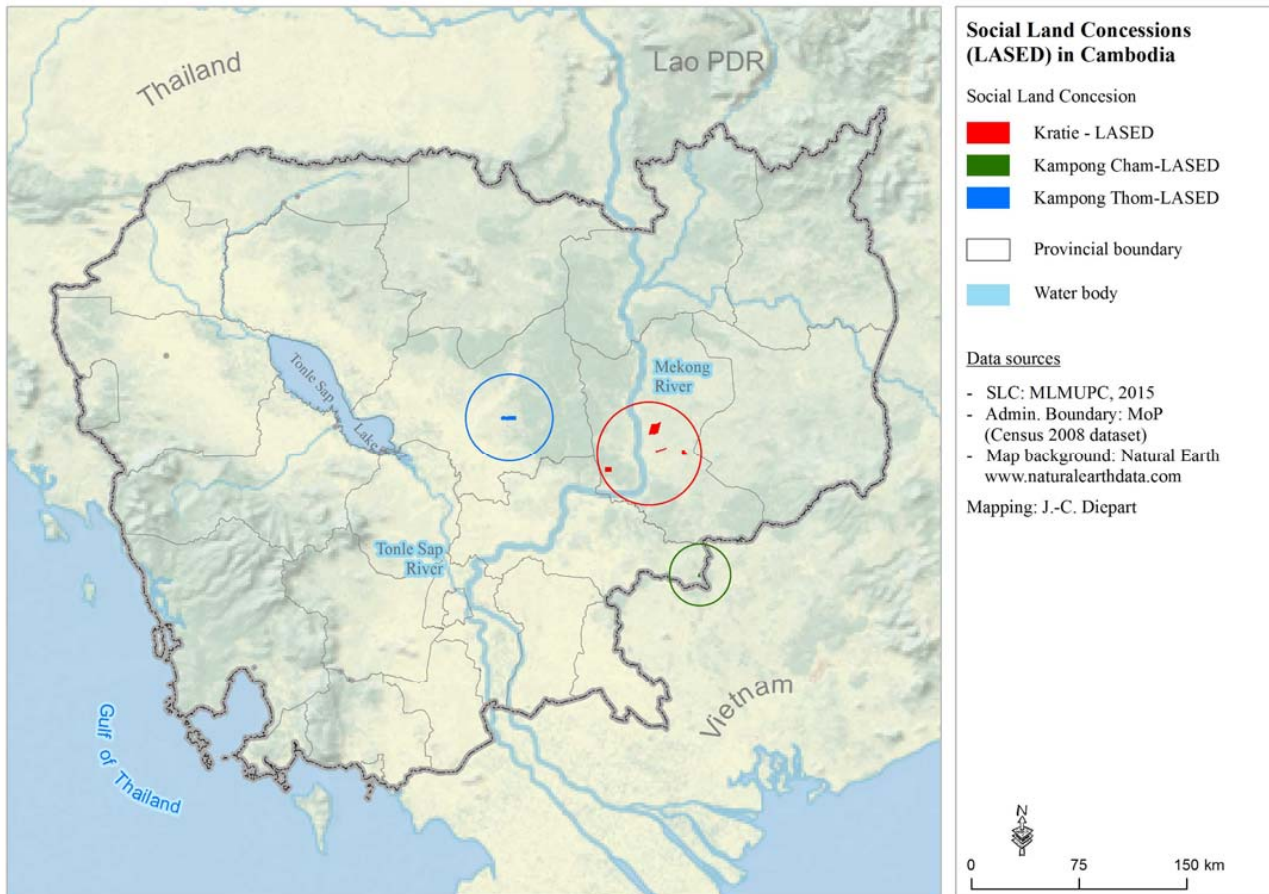 Thailand
Lao PDR
Mekong
River
Tonle Sap
Lake
Tonle Sap
River
Vietnam
Gulf of Thailand
Social Land Concessions
(LASED) in Cambodia
Social Land Concesion
Kratie - LASED
Kampong Cham-LASED
Kampong Thom-LASED
Provincial boundary
Water body
Data sources
- SLC: MLMUPC, 2015
- Admin. Boundary: MoP
(Census 2008 dataset)
- Map background: Natural Earth
www.naturalearthdata.com
Mapping: J.-C. Diepart
N
0 75 150 km